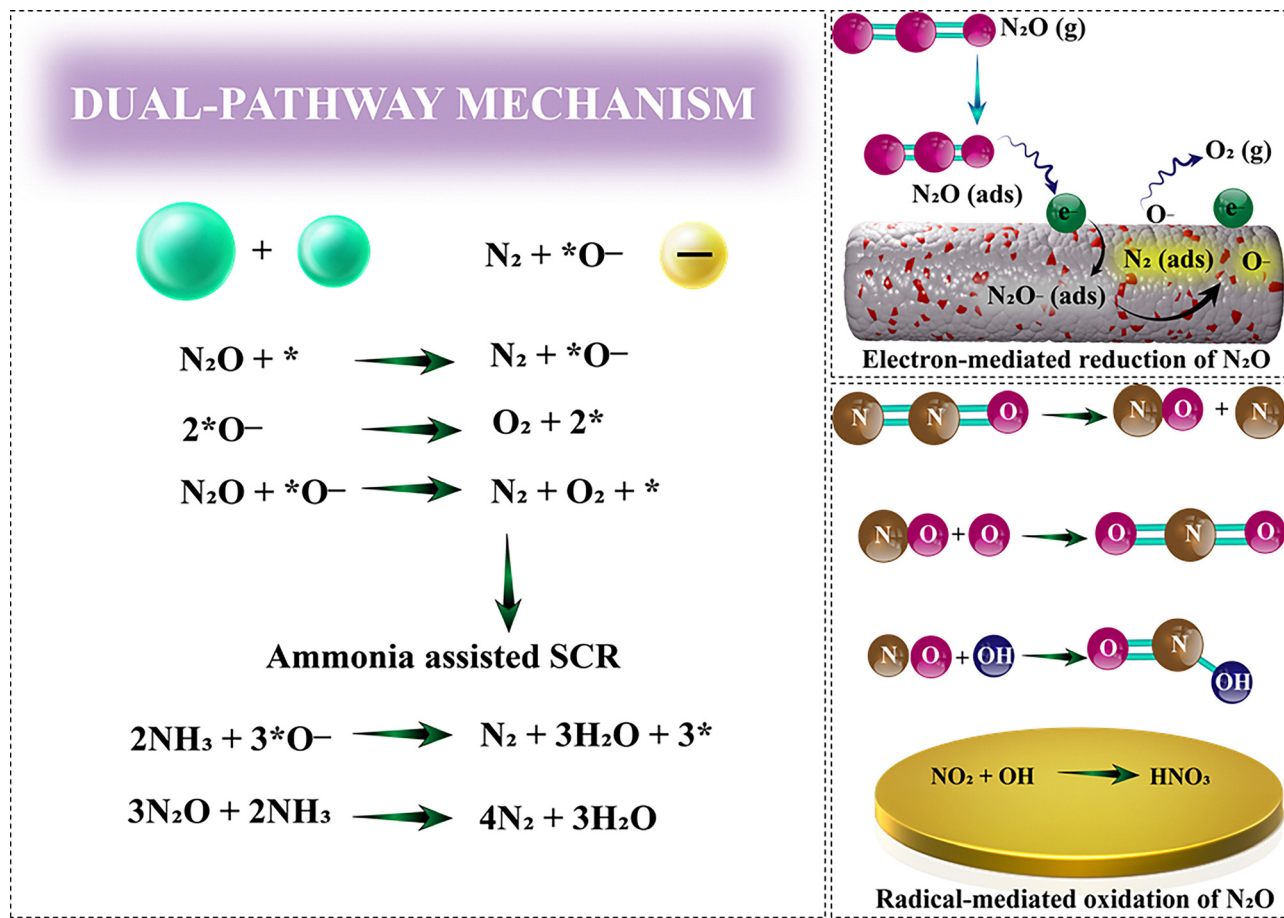 DUAL-PATHWAY MECHANISM
+ N₂ + *O− −
N₂O + * N₂ + *O−
2*O− O₂ + 2*
N₂O + *O− N₂ + O₂ + *
Ammonia assisted SCR
2NH₃ + 3*O− N₂ + 3H₂O + 3*
3N₂O + 2NH₃ 4N₂ + 3H₂O
N₂O (g)
O₂ (g)
N₂O (ads)
e− O− e−
N₂ (ads) O−
N₂O− (ads)
Electron-mediated reduction of N₂O
N N O N O + N
N O + O O N O
N O + OH O N OH
NO₂ + OH HNO₃
Radical-mediated oxidation of N₂O